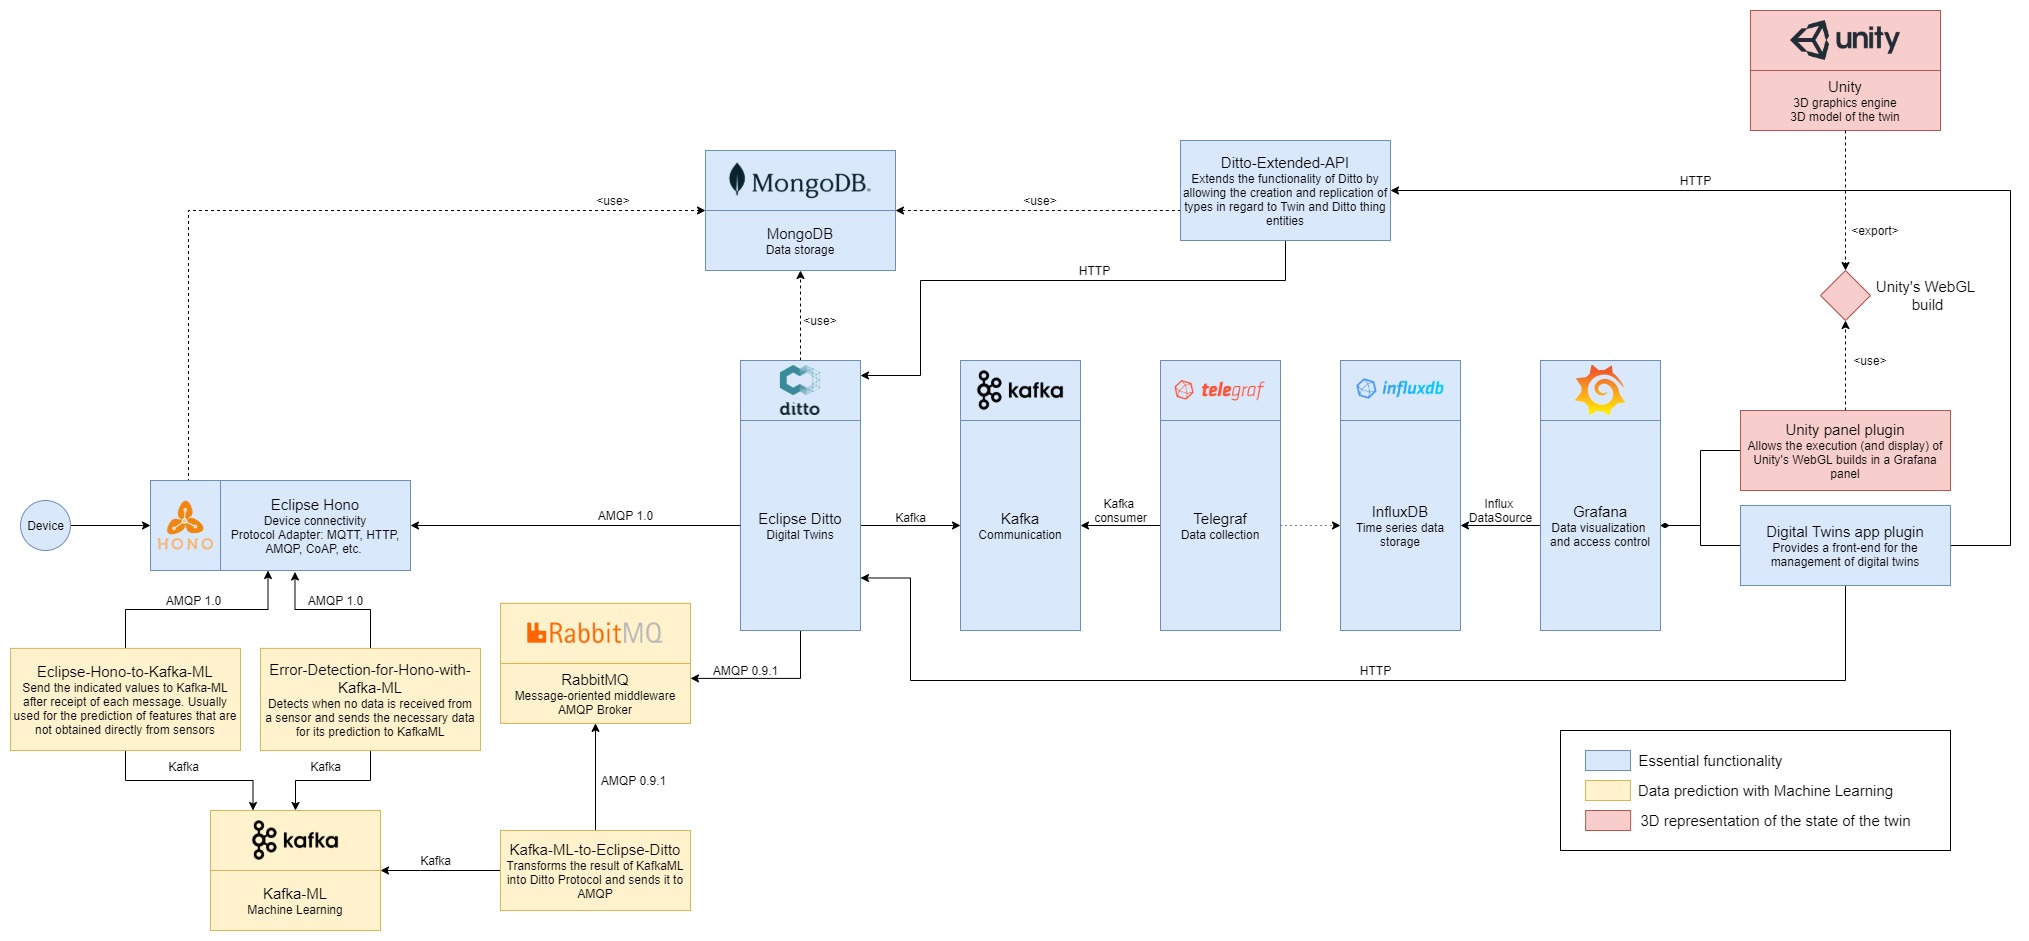 unity
Unity
3D graphics engine
3D model of the twin
MongoDB.
MongoDB
Data storage
Ditto-Extended-API
Extends the functionality of Ditto by
allowing the creation and replication of
types in regard to Twin and Ditto thing
entities
HTTP
<use>
<use>
<export>
HTTP
Unity's WebGL
build
<use>
<use>
ditto
Eclipse Ditto
Digital Twins
kafka
Kafka
Communication
telegraf
Telegraf
Data collection
influxdb
InfluxDB
Time series data
storage
Grafana
Data visualization
and access control
Unity panel plugin
Allows the execution (and display) of
Unity's WebGL builds in a Grafana
panel
Digital Twins app plugin
Provides a front-end for the
management of digital twins
Device
HONO
Eclipse Hono
Device connectivity
Protocol Adapter: MQTT, HTTP,
AMQP, CoAP, etc.
AMQP 1.0
Kafka
Kafka
consumer
Influx
DataSource
AMQP 1.0
AMQP 1.0
RabbitMQ
RabbitMQ
Message-oriented middleware
AMQP Broker
AMQP 0.9.1
HTTP
Eclipse-Hono-to-Kafka-ML
Send the indicated values to Kafka-ML
after receipt of each message. Usually
used for the prediction of features that are
not obtained directly from sensors
Error-Detection-for-Hono-with-
Kafka-ML
Detects when no data is received from
a sensor and sends the necessary data
for its prediction to KafkaML
Kafka
Kafka
AMQP 0.9.1
kafka
Kafka-ML
Machine Learning
Kafka
Kafka-ML-to-Eclipse-Ditto
Transforms the result of KafkaML
into Ditto Protocol and sends it to
AMQP
Essential functionality
Data prediction with Machine Learning
3D representation of the state of the twin